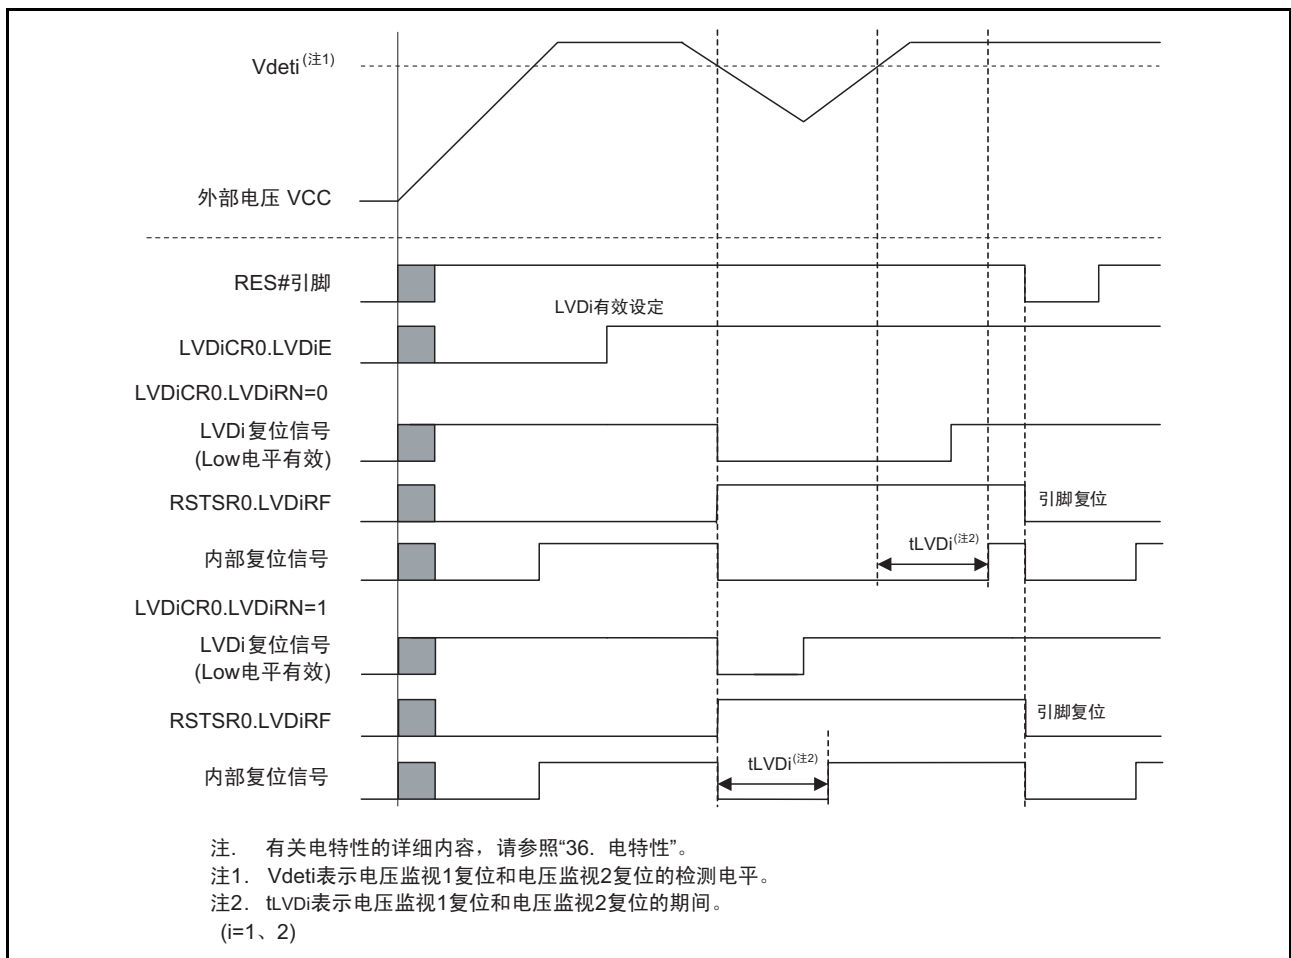 Vdeti(注1)
外部电压 VCC
RES#引脚
LVDi有效设定
LVDiCR0.LVDiE
LVDiCR0.LVDiRN=0
LVDi复位信号
(Low电平有效)
RSTSR0.LVDiRF
引脚复位
tLVDi(注2)
内部复位信号
LVDiCR0.LVDiRN=1
LVDi复位信号
(Low电平有效)
RSTSR0.LVDiRF
引脚复位
tLVDi(注2)
内部复位信号
注. 有关电特性的详细内容，请参照“36. 电特性”。
注1. Vdeti表示电压监视1复位和电压监视2复位的检测电平。
注2. tLVDi表示电压监视1复位和电压监视2复位的期间。
(i=1、2)